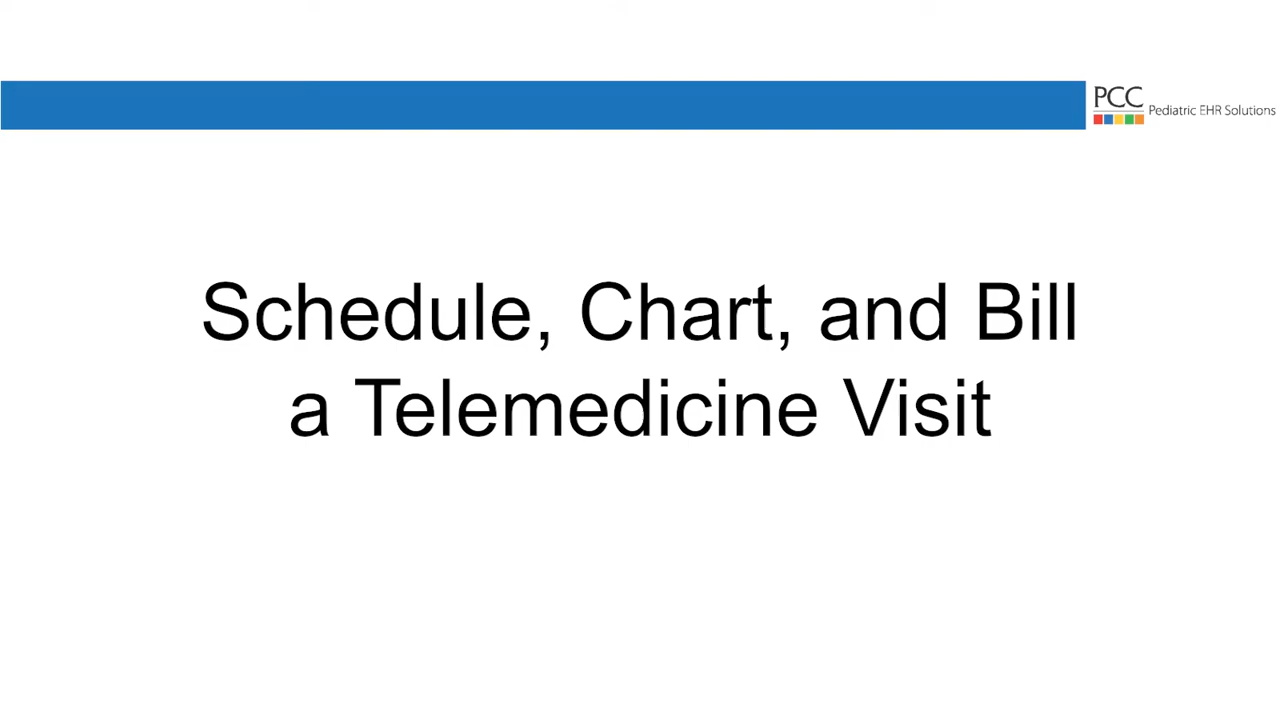 PCC
Pediatric EHR Solutions
Schedule, Chart, and Bill
a Telemedicine Visit